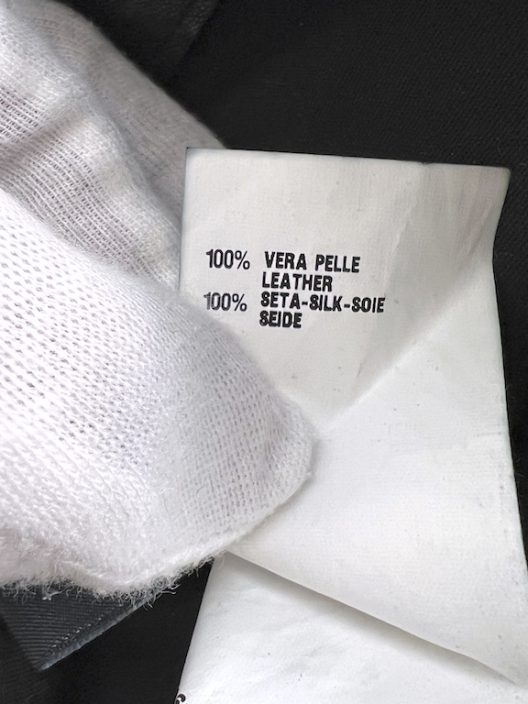 100% VERA PELLE
LEATHER
100% SETA-SILK-SOIE
SEIDE